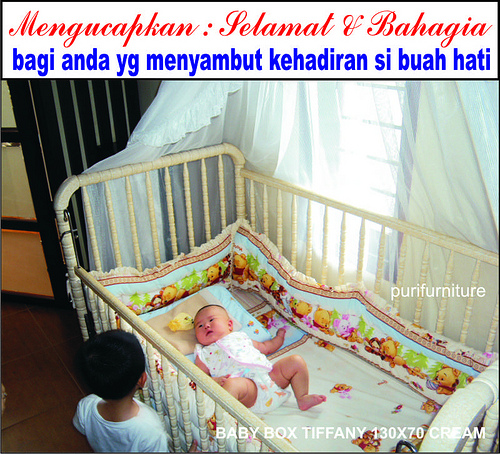 Mengucapkan : Selamat & Bahagia
bagi anda yg menyambut kehadiran si buah hati
purifurniture
BABY BOX TIFFANY 130X70 CREAM